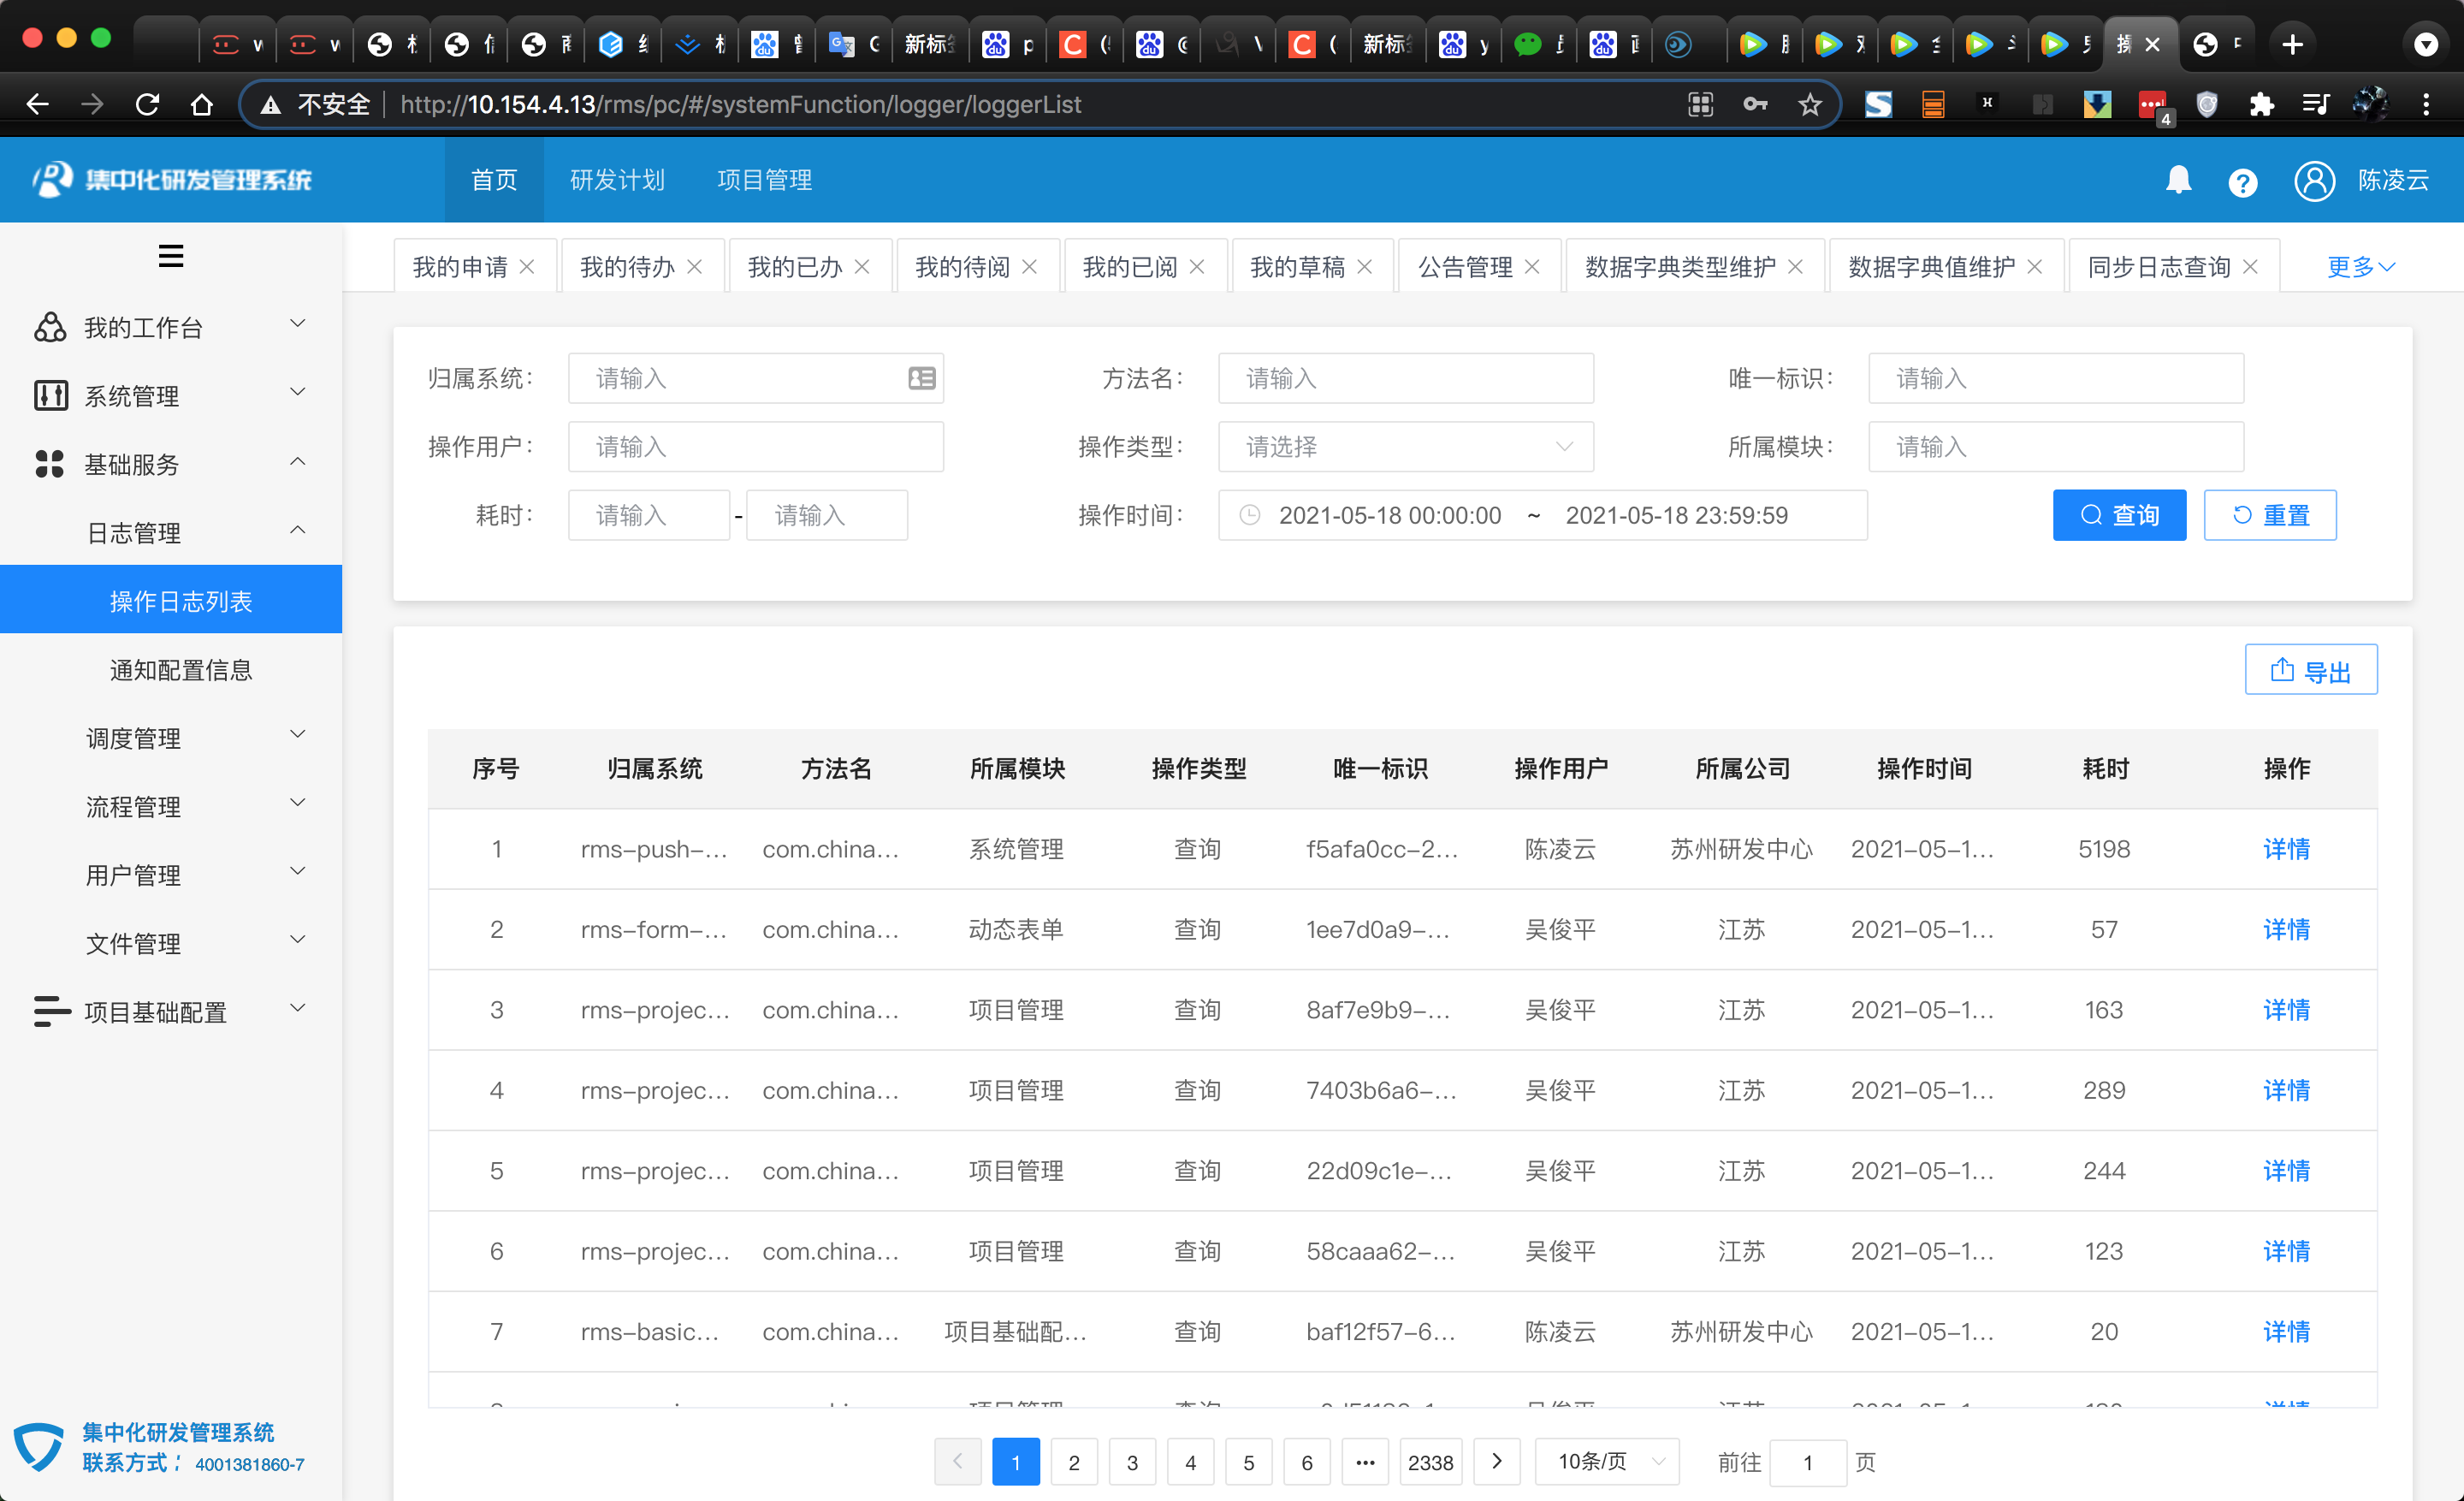 新标
新标
不安全 http://10.154.4.13/rms/pc/#/systemFunction/logger/loggerList
4
集中化研发管理系统 首页 研发计划 项目管理 陈凌云
我的申请 我的待办 我的已办 我的待阅 我的已阅 我的草稿 公告管理 数据字典类型维护 数据字典值维护 同步日志查询 更多
我的工作台
系统管理
基础服务
日志管理
操作日志列表
通知配置信息
调度管理
流程管理
用户管理
文件管理
项目基础配置
集中化研发管理系统
联系方式： 4001381860-7
归属系统： 请输入 方法名： 请输入 唯一标识： 请输入
操作用户： 请输入 操作类型： 请选择 所属模块： 请输入
耗时： 请输入 - 请输入 操作时间： 2021-05-18 00:00:00 ~ 2021-05-18 23:59:59 查询 重置
导出
序号 归属系统 方法名 所属模块 操作类型 唯一标识 操作用户 所属公司 操作时间 耗时 操作
1 rms-push-... com.china... 系统管理 查询 f5afa0cc-2... 陈凌云 苏州研发中心 2021-05-1... 5198 详情
2 rms-form-... com.china... 动态表单 查询 1ee7d0a9-... 吴俊平 江苏 2021-05-1... 57 详情
3 rms-projec... com.china... 项目管理 查询 8af7e9b9-... 吴俊平 江苏 2021-05-1... 163 详情
4 rms-projec... com.china... 项目管理 查询 7403b6a6-... 吴俊平 江苏 2021-05-1... 289 详情
5 rms-projec... com.china... 项目管理 查询 22d09c1e-... 吴俊平 江苏 2021-05-1... 244 详情
6 rms-projec... com.china... 项目管理 查询 58caaa62-... 吴俊平 江苏 2021-05-1... 123 详情
7 rms-basic... com.china... 项目基础配... 查询 baf12f57-6... 陈凌云 苏州研发中心 2021-05-1... 20 详情
1 2 3 4 5 6 ... 2338 10条/页 前往 1 页